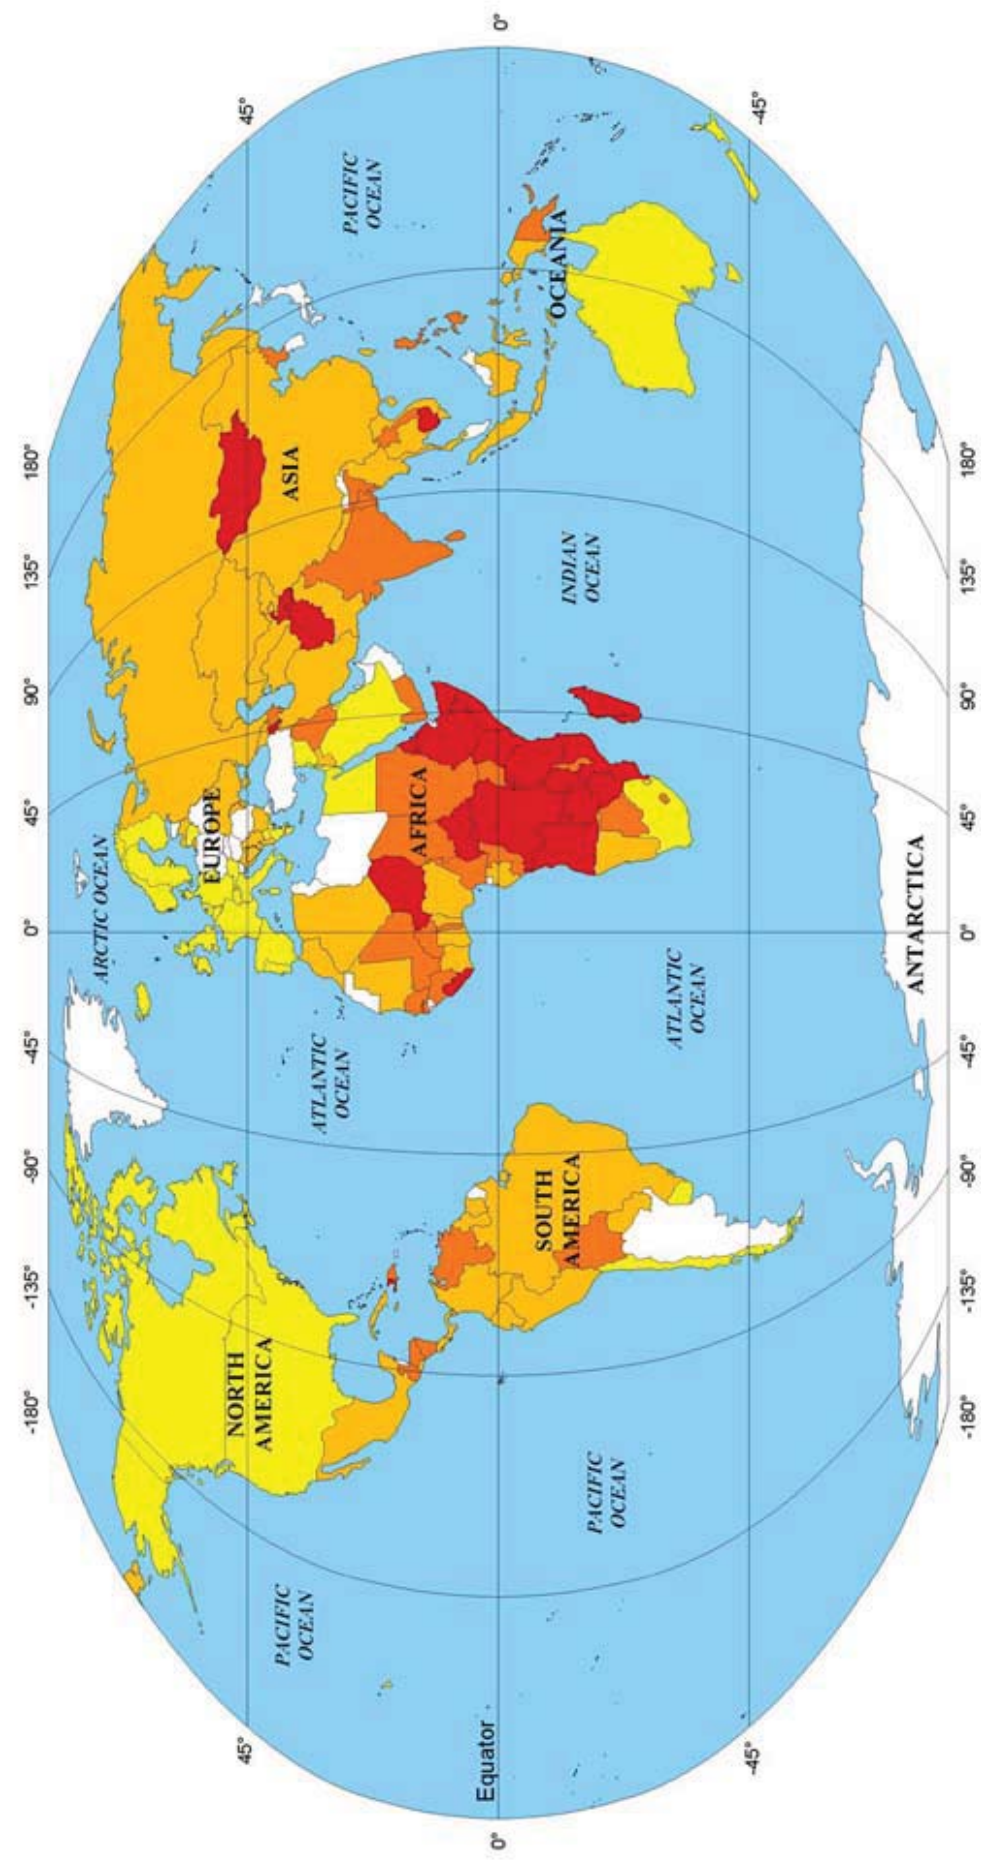 -180° -135° -90° -45° 0° 45° 90° 135° 180°
ARCTIC OCEAN
EUROPE
NORTH
AMERICA
45° 45°
PACIFIC
OCEAN
ASIA
ATLANTIC
OCEAN
PACIFIC
OCEAN
AFRICA
Equator
0° 0°
SOUTH
AMERICA
OCEANIA
INDIAN
OCEAN
PACIFIC
OCEAN
ATLANTIC
OCEAN
-45° -45°
ANTARCTICA
-180° -135° -90° -45° 0° 45° 90° 135° 180°